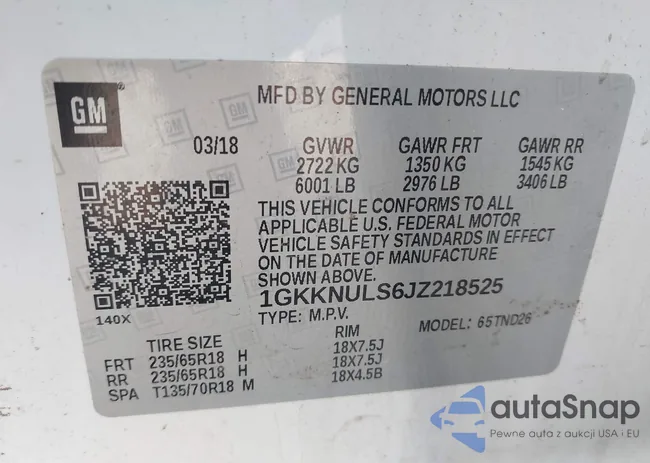 GM
MFD BY GENERAL MOTORS LLC
03/18 GVWR GAWR FRT GAWR RR
2722 KG 1350 KG 1545 KG
6001 LB 2976 LB 3406 LB
THIS VEHICLE CONFORMS TO ALL
APPLICABLE U.S. FEDERAL MOTOR
VEHICLE SAFETY STANDARDS IN EFFECT
ON THE DATE OF MANUFACTURE
SHOWN ABOVE.
1GKKNULS6JZ218525
140X
TYPE: M.P.V. MODEL: 65TND26
TIRE SIZE RIM
FRT 235/65R18 H 18X7.5J
RR 235/65R18 H 18X7.5J
SPA T135/70R18 M 18X4.5B
autaSnap
Pewne auta z aukcji USA i EU